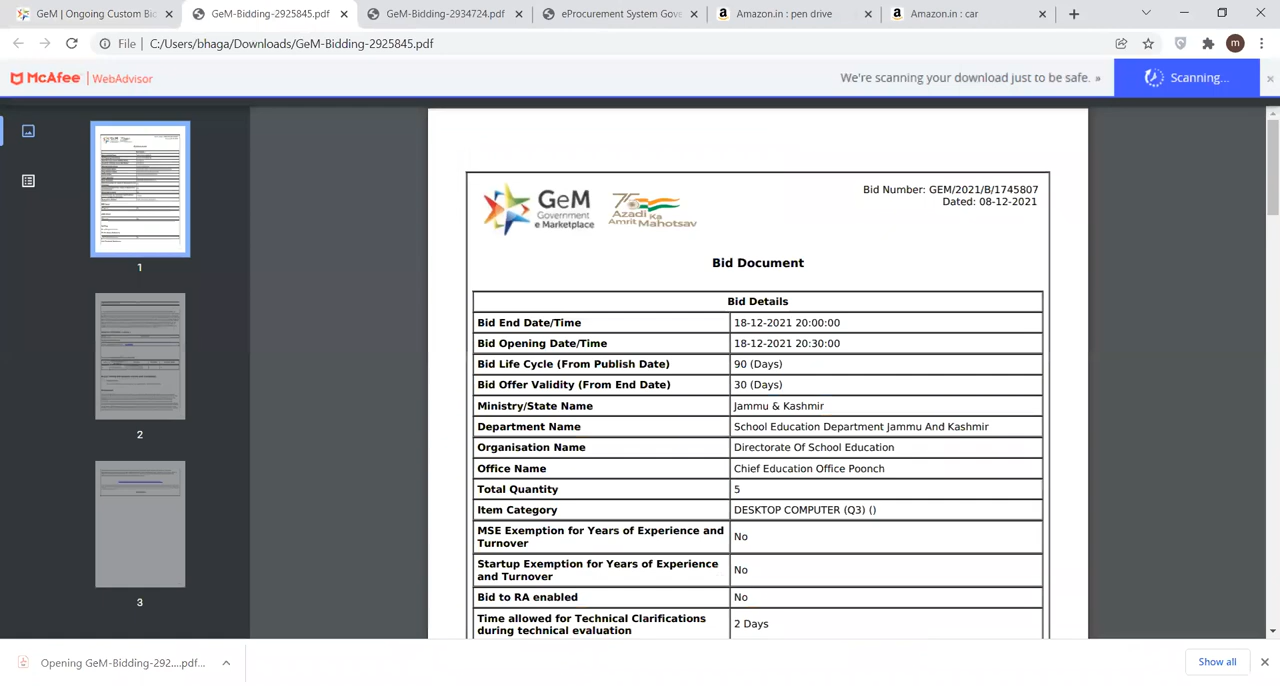 GeM | Ongoing Custom Bi
GeM-Bidding-2925845.pdf
GeM-Bidding-2934724.pdf
eProcurement System Gove
Amazon.in : pen drive
Amazon.in : car
File | C:/Users/bhaga/Downloads/GeM-Bidding-2925845.pdf
m
McAfee | WebAdvisor
We're scanning your download just to be safe. »
Scanning...
1
2
3
GeM
Government
e Marketplace
75
Azadi Ka
Amrit Mahotsav
Bid Number: GEM/2021/B/1745807
Dated: 08-12-2021
Bid Document
Bid Details
Bid End Date/Time 18-12-2021 20:00:00
Bid Opening Date/Time 18-12-2021 20:30:00
Bid Life Cycle (From Publish Date) 90 (Days)
Bid Offer Validity (From End Date) 30 (Days)
Ministry/State Name Jammu & Kashmir
Department Name School Education Department Jammu And Kashmir
Organisation Name Directorate Of School Education
Office Name Chief Education Office Poonch
Total Quantity 5
Item Category DESKTOP COMPUTER (Q3) ()
MSE Exemption for Years of Experience and
Turnover No
Startup Exemption for Years of Experience
and Turnover No
Bid to RA enabled No
Time allowed for Technical Clarifications
during technical evaluation 2 Days
Opening GeM-Bidding-292....pdf...
Show all